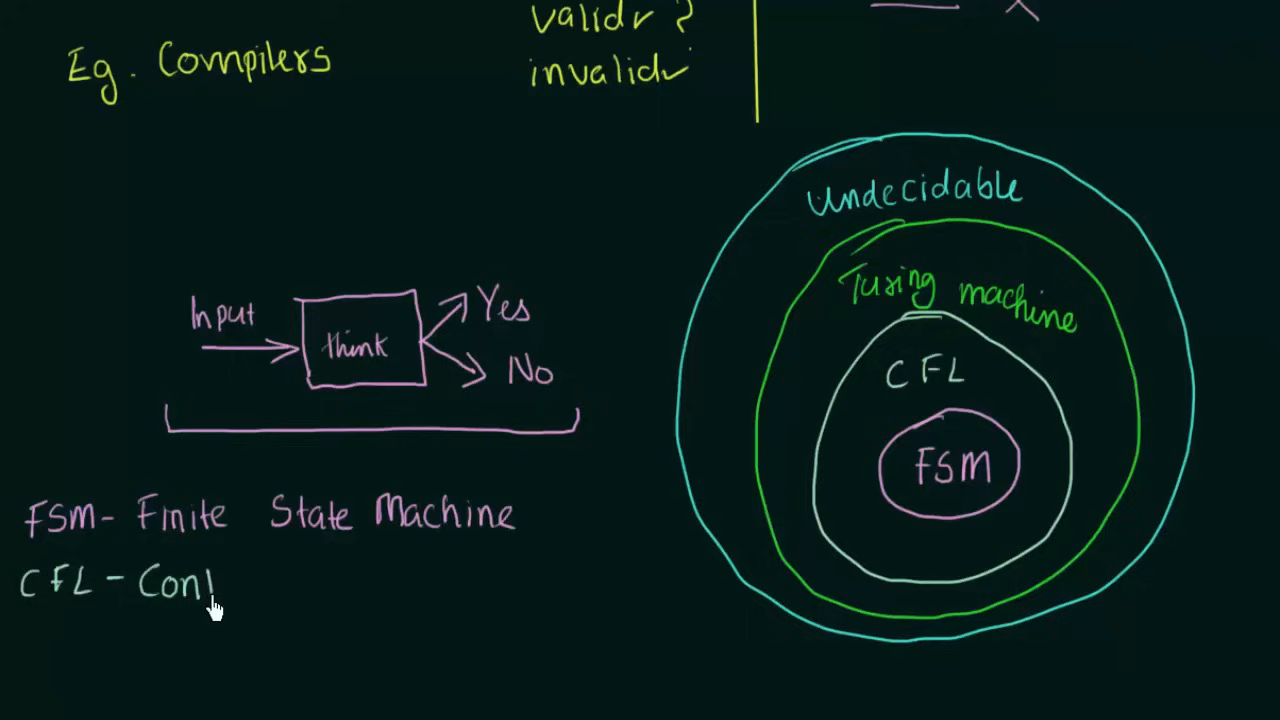 valid ?
invalid
Eg. Compilers
Undecidable
Turing machine
Input
think
Yes
No
CFL
FSM
FSM- Finite State Machine
CFL - Con